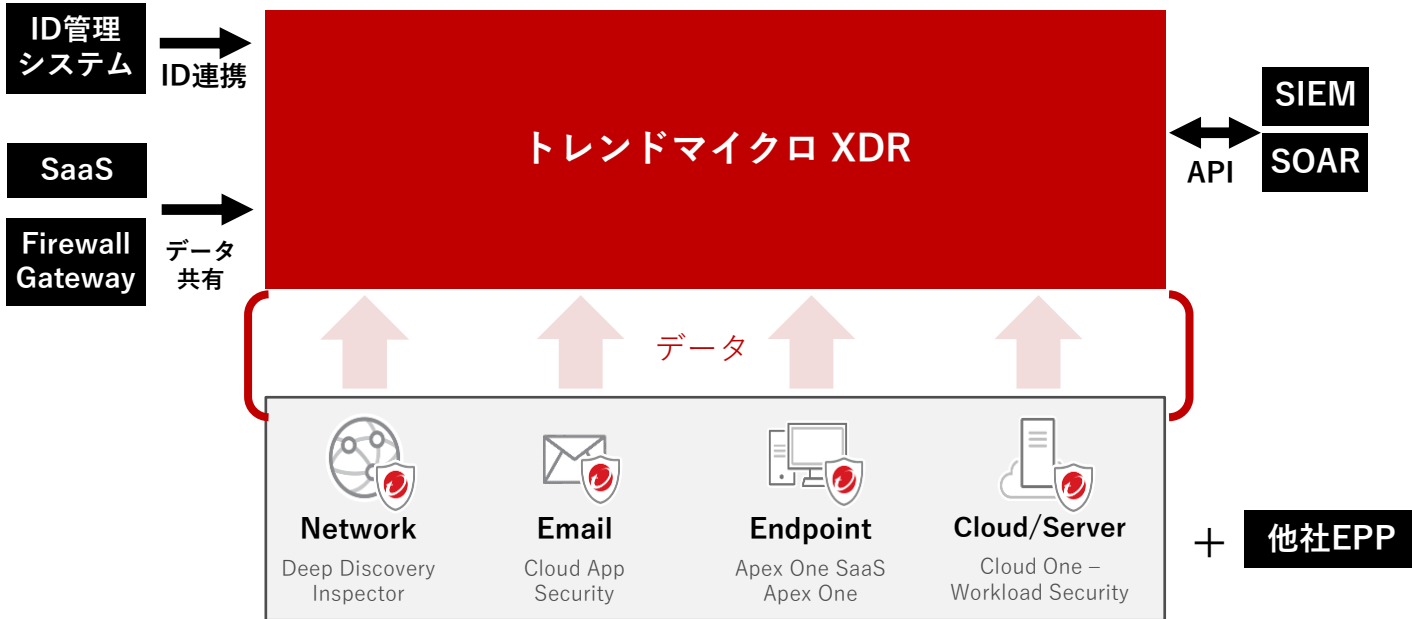 ID管理
システム
ID連携
SaaS
Firewall
Gateway
データ
共有
トレンドマイクロ XDR
API
SIEM
SOAR
データ
Network
Deep Discovery
Inspector
Email
Cloud App
Security
Endpoint
Apex One SaaS
Apex One
Cloud/Server
Cloud One –
Workload Security
+
他社EPP